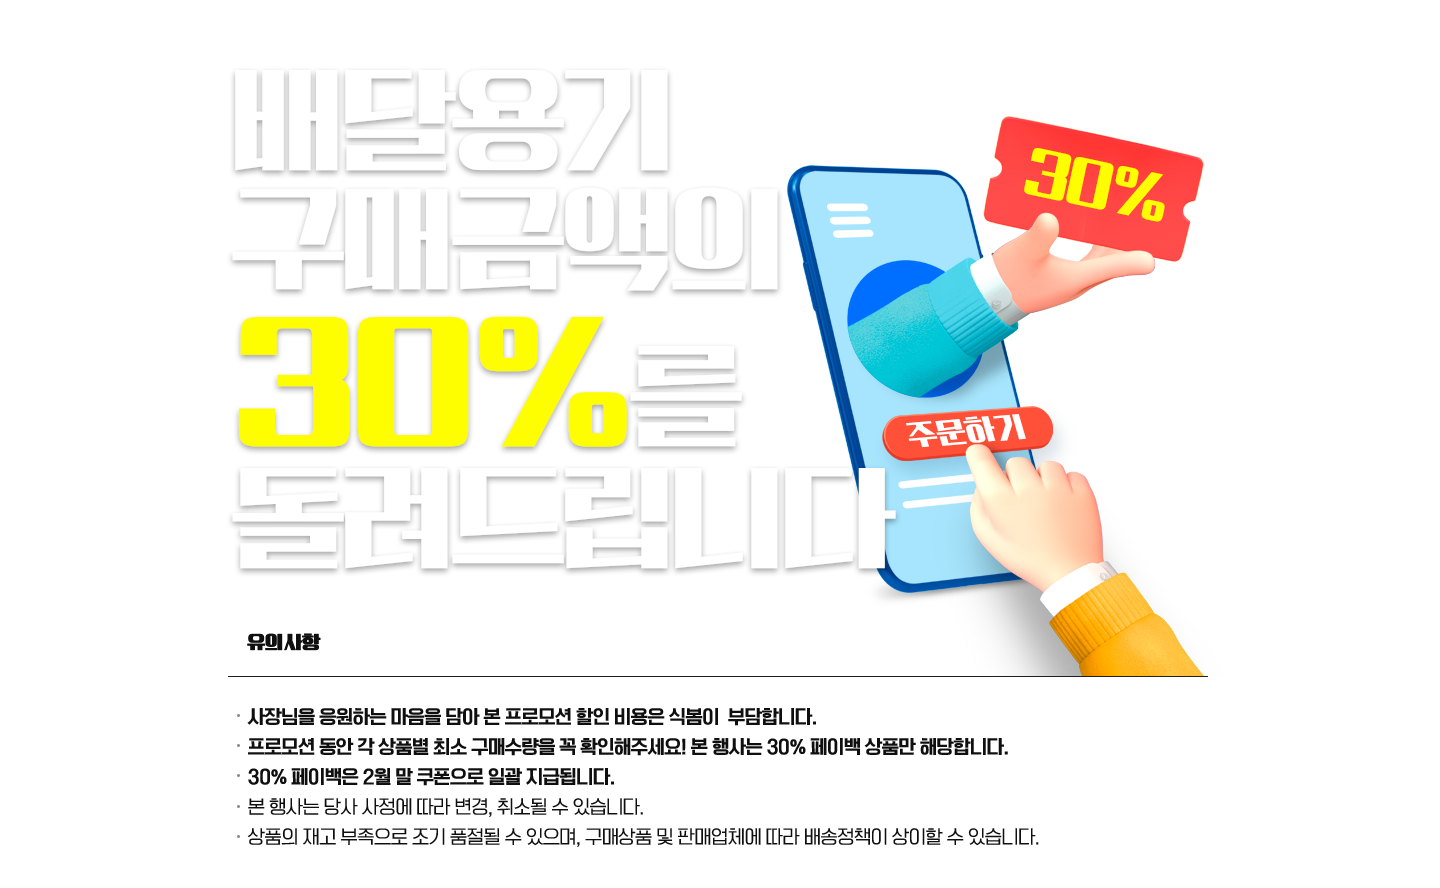 배달용기
구매금액의
30%를
돌려드립니다
30%
주문하기
유의사항
· 사장님을 응원하는 마음을 담아 본 프로모션 할인 비용은 식봄이 부담합니다.
· 프로모션 동안 각 상품별 최소 구매수량을 꼭 확인해주세요! 본 행사는 30% 페이백 상품만 해당합니다.
· 30% 페이백은 2월 말 쿠폰으로 일괄 지급됩니다.
· 본 행사는 당사 사정에 따라 변경, 취소될 수 있습니다.
· 상품의 재고 부족으로 조기 품절될 수 있으며, 구매상품 및 판매업체에 따라 배송정책이 상이할 수 있습니다.